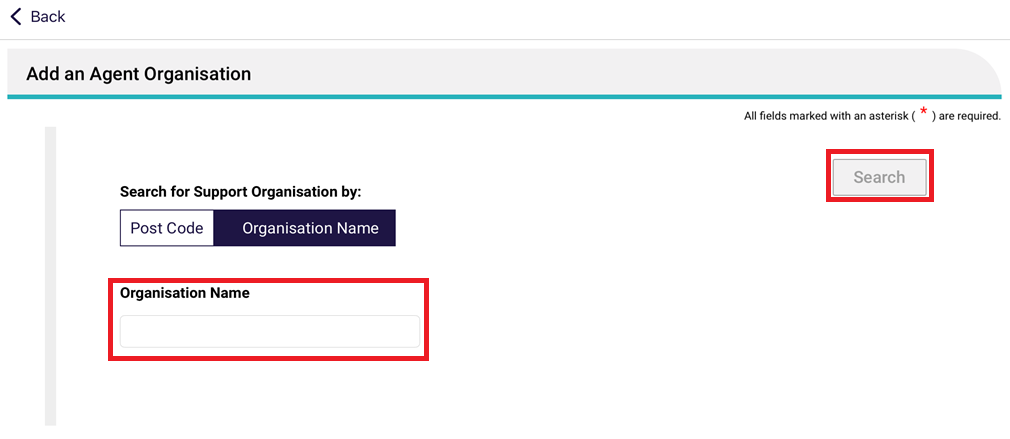 Back
Add an Agent Organisation
All fields marked with an asterisk ( * ) are required.
Search
Search for Support Organisation by:
Post Code Organisation Name
Organisation Name